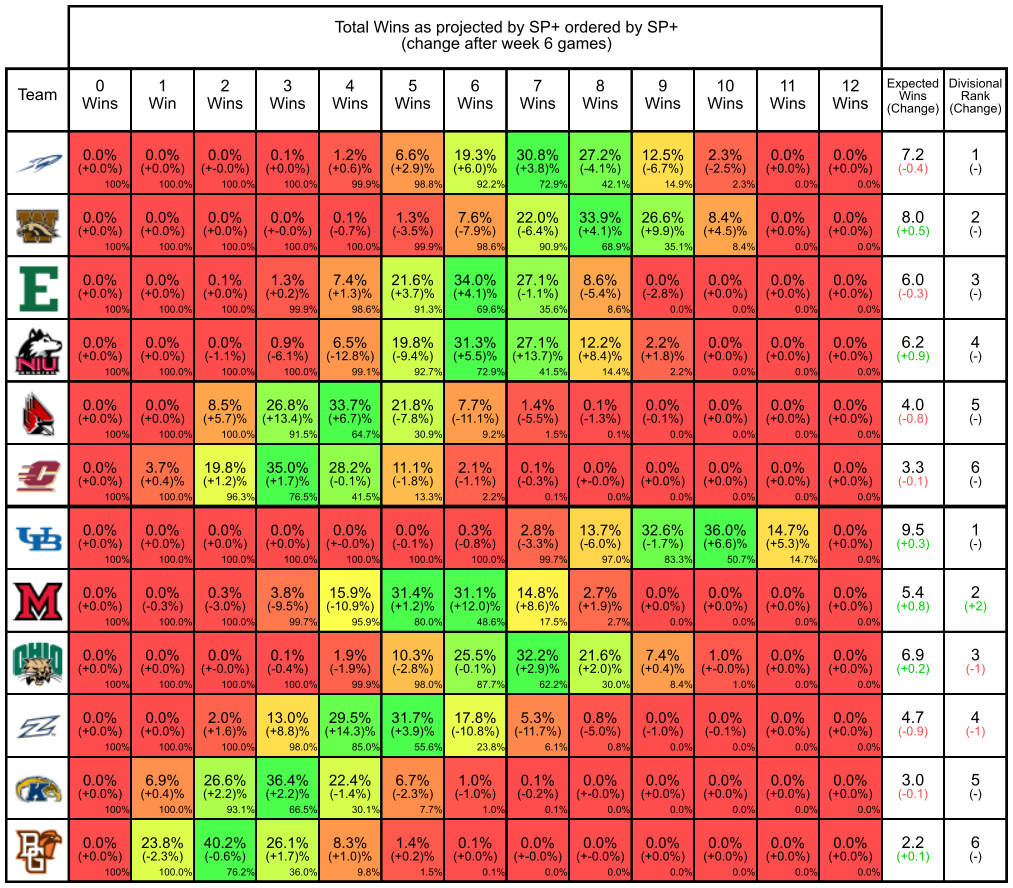 Total Wins as projected by SP+ ordered by SP+
(change after week 6 games)
Team 0 Wins 1 Win 2 Wins 3 Wins 4 Wins 5 Wins 6 Wins 7 Wins 8 Wins 9 Wins 10 Wins 11 Wins 12 Wins Expected Wins (Change) Divisional Rank (Change)
0.0% 0.0% 0.0% 0.1% 1.2% 6.6% 19.3% 30.8% 27.2% 12.5% 2.3% 0.0% 0.0% 7.2 1
(+0.0%) (+0.0%) (+-0.0%) (+0.0%) (+0.6)% (+2.9)% (+6.0)% (+3.8)% (-4.1)% (-6.7)% (-2.5)% (+0.0%) (+0.0%) (-0.4) (-)
100% 100.0% 100.0% 100.0% 99.9% 98.8% 92.2% 72.9% 42.1% 14.9% 2.3% 0.0% 0.0%
W
0.0% 0.0% 0.0% 0.0% 0.1% 1.3% 7.6% 22.0% 33.9% 26.6% 8.4% 0.0% 0.0% 8.0 2
(+0.0%) (+0.0%) (+0.0%) (+-0.0%) (-0.7%) (-3.5%) (-7.9%) (-6.4)% (+4.1)% (+9.9)% (+4.5)% (+0.0%) (+0.0%) (+0.5) (-)
100% 100.0% 100.0% 100.0% 100.0% 99.9% 98.6% 90.9% 68.9% 35.1% 8.4% 0.0% 0.0%
E
0.0% 0.0% 0.1% 1.3% 7.4% 21.6% 34.0% 27.1% 8.6% 0.0% 0.0% 0.0% 0.0% 6.0 3
(+0.0%) (+0.0%) (+0.0%) (+0.2)% (+1.3)% (+3.7)% (+4.1)% (-1.1)% (-5.4)% (-2.8%) (+0.0%) (+0.0%) (+0.0%) (-0.3) (-)
100% 100.0% 100.0% 99.9% 98.6% 91.3% 69.6% 35.6% 8.6% 0.0% 0.0% 0.0% 0.0%
NIU
0.0% 0.0% 0.0% 0.9% 6.5% 19.8% 31.3% 27.1% 12.2% 2.2% 0.0% 0.0% 0.0% 6.2 4
(+0.0%) (+0.0%) (-1.1%) (-6.1%) (-12.8%) (-9.4)% (+5.5)% (+13.7)% (+8.4)% (+1.8)% (+0.0%) (+0.0%) (+0.0%) (+0.9) (-)
100% 100.0% 100.0% 100.0% 99.1% 92.7% 72.9% 41.5% 14.4% 2.2% 0.0% 0.0% 0.0%
0.0% 0.0% 8.5% 26.8% 33.7% 21.8% 7.7% 1.4% 0.1% 0.0% 0.0% 0.0% 0.0% 4.0 5
(+0.0%) (+0.0%) (+5.7)% (+13.4)% (+6.7)% (-7.8)% (-11.1)% (-5.5)% (-1.3)% (-0.1%) (+0.0%) (+0.0%) (+0.0%) (-0.8) (-)
100% 100.0% 100.0% 91.5% 64.7% 30.9% 9.2% 1.5% 0.1% 0.0% 0.0% 0.0% 0.0%
C
0.0% 3.7% 19.8% 35.0% 28.2% 11.1% 2.1% 0.1% 0.0% 0.0% 0.0% 0.0% 0.0% 3.3 6
(+0.0%) (+0.4)% (+1.2)% (+1.7)% (-0.1)% (-1.8)% (-1.1)% (-0.3)% (+-0.0%) (+0.0%) (+0.0%) (+0.0%) (+0.0%) (-0.1) (-)
100% 100.0% 96.3% 76.5% 41.5% 13.3% 2.2% 0.1% 0.0% 0.0% 0.0% 0.0% 0.0%
UB
0.0% 0.0% 0.0% 0.0% 0.0% 0.0% 0.3% 2.8% 13.7% 32.6% 36.0% 14.7% 0.0% 9.5 1
(+0.0%) (+0.0%) (+0.0%) (+0.0%) (+-0.0%) (-0.1%) (-0.8%) (-3.3%) (-6.0)% (-1.7)% (+6.6)% (+5.3)% (+0.0%) (+0.3) (-)
100% 100.0% 100.0% 100.0% 100.0% 100.0% 100.0% 99.7% 97.0% 83.3% 50.7% 14.7% 0.0%
M
0.0% 0.0% 0.3% 3.8% 15.9% 31.4% 31.1% 14.8% 2.7% 0.0% 0.0% 0.0% 0.0% 5.4 2
(+0.0%) (-0.3%) (-3.0%) (-9.5%) (-10.9)% (+1.2)% (+12.0)% (+8.6)% (+1.9)% (+0.0%) (+0.0%) (+0.0%) (+0.0%) (+0.8) (+2)
100% 100.0% 100.0% 99.7% 95.9% 80.0% 48.6% 17.5% 2.7% 0.0% 0.0% 0.0% 0.0%
OHIO
0.0% 0.0% 0.0% 0.1% 1.9% 10.3% 25.5% 32.2% 21.6% 7.4% 1.0% 0.0% 0.0% 6.9 3
(+0.0%) (+0.0%) (+-0.0%) (-0.4%) (-1.9%) (-2.8%) (-0.1)% (+2.9)% (+2.0)% (+0.4)% (+-0.0)% (+0.0%) (+0.0%) (+0.2) (-1)
100% 100.0% 100.0% 100.0% 99.9% 98.0% 87.7% 62.2% 30.0% 8.4% 1.0% 0.0% 0.0%
Z
0.0% 0.0% 2.0% 13.0% 29.5% 31.7% 17.8% 5.3% 0.8% 0.0% 0.0% 0.0% 0.0% 4.7 4
(+0.0%) (+0.0%) (+1.6)% (+8.8)% (+14.3)% (+3.9)% (-10.8)% (-11.7)% (-5.0)% (-1.0%) (-0.1%) (+0.0%) (+0.0%) (-0.9) (-1)
100% 100.0% 100.0% 98.0% 85.0% 55.6% 23.8% 6.1% 0.8% 0.0% 0.0% 0.0% 0.0%
K
0.0% 6.9% 26.6% 36.4% 22.4% 6.7% 1.0% 0.1% 0.0% 0.0% 0.0% 0.0% 0.0% 3.0 5
(+0.0%) (+0.4)% (+2.2)% (+2.2)% (-1.4)% (-2.3)% (-1.0)% (-0.2)% (+-0.0%) (+0.0%) (+0.0%) (+0.0%) (+0.0%) (-0.1) (-)
100% 100.0% 93.1% 66.5% 30.1% 7.7% 1.0% 0.1% 0.0% 0.0% 0.0% 0.0% 0.0%
BG
0.0% 23.8% 40.2% 26.1% 8.3% 1.4% 0.1% 0.0% 0.0% 0.0% 0.0% 0.0% 0.0% 2.2 6
(+0.0%) (-2.3%) (-0.6)% (+1.7)% (+1.0)% (+0.2)% (+0.0)% (+-0.0%) (+-0.0%) (+0.0%) (+0.0%) (+0.0%) (+0.0%) (+0.1) (-)
100% 100.0% 76.2% 36.0% 9.8% 1.5% 0.1% 0.0% 0.0% 0.0% 0.0% 0.0% 0.0%